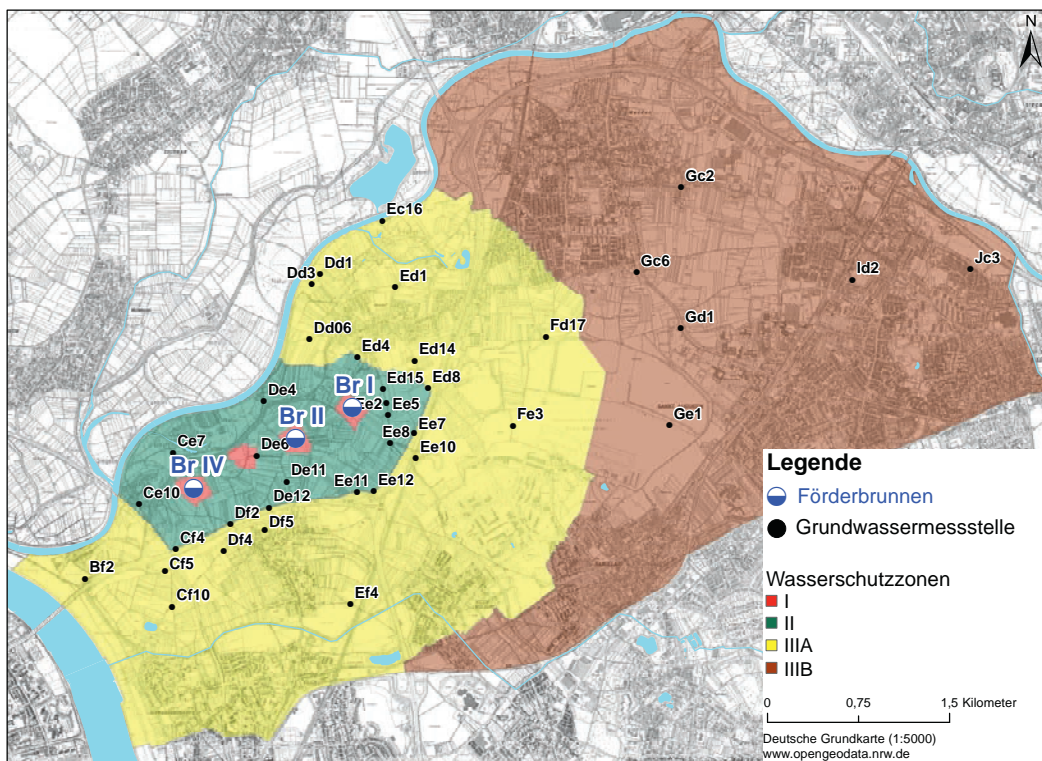 N
Gc2
Ec16
Gc6
Id2
Jc3
Dd1
Dd3
Ed1
Gd1
Dd06
Fd17
Ed4
Ed14
Ed15
Ed8
De4
Br I
Ee2
Ee5
Fe3
Ge1
Br II
Ee7
Ce7
De6
Ee8
Ee10
Br IV
De11
Ee11
Ee12
Ce10
De12
Df2
Df5
Cf4
Df4
Bf2
Cf5
Cf10
Ef4
Legende
Förderbrunnen
Grundwassermessstelle
Wasserschutzzonen
I
II
IIIA
IIIB
0 0,75 1,5 Kilometer
Deutsche Grundkarte (1:5000)
www.opengeodata.nrw.de